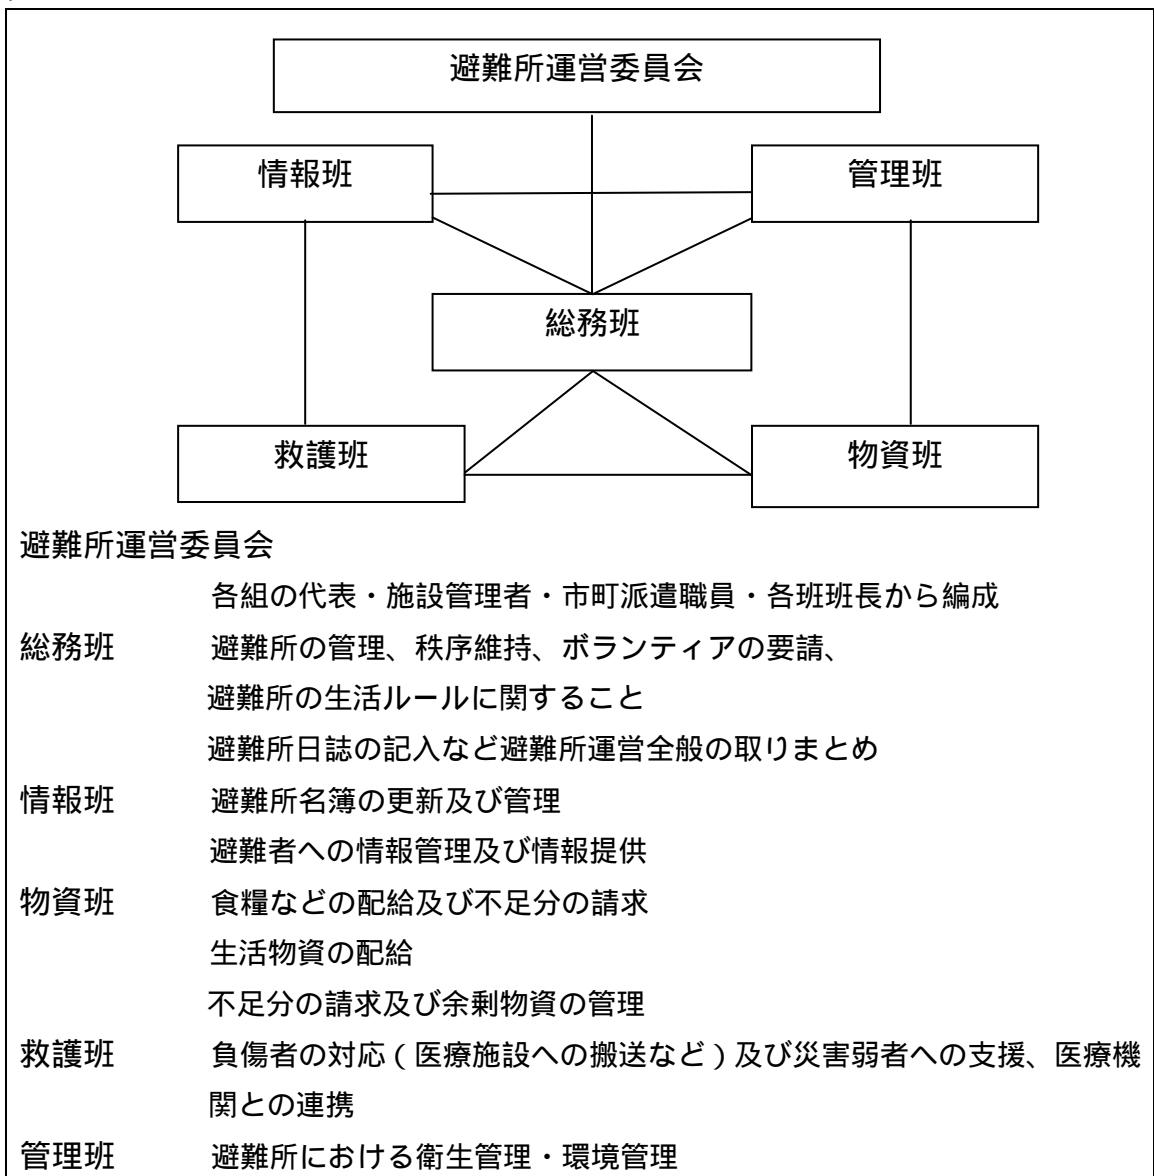 避難所運営委員会
情報班 管理班
総務班
救護班 物資班
避難所運営委員会
各組の代表・施設管理者・市町派遣職員・各班班長から編成
総務班 避難所の管理、秩序維持、ボランティアの要請、
避難所の生活ルールに関すること
避難所日誌の記入など避難所運営全般の取りまとめ
情報班 避難所名簿の更新及び管理
避難者への情報管理及び情報提供
物資班 食糧などの配給及び不足分の請求
生活物資の配給
不足分の請求及び余剰物資の管理
救護班 負傷者の対応（医療施設への搬送など）及び災害弱者への支援、医療機
関との連携
管理班 避難所における衛生管理・環境管理